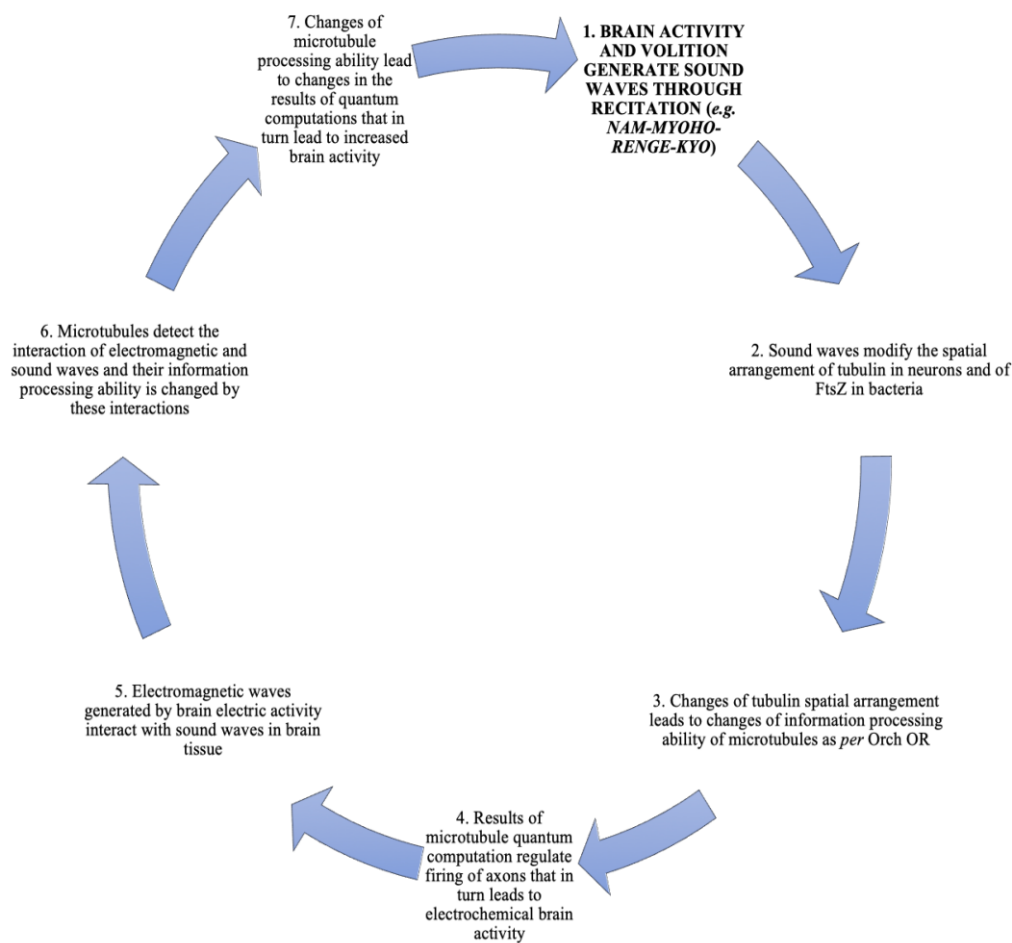 1. BRAIN ACTIVITY
AND VOLITION
GENERATE SOUND
WAVES THROUGH
RECITATION (e.g.
NAM-MYOHO-
RENGE-KYO)
2. Sound waves modify the spatial
arrangement of tubulin in neurons and of
FtsZ in bacteria
3. Changes of tubulin spatial arrangement
leads to changes of information processing
ability of microtubules as per Orch OR
4. Results of
microtubule quantum
computation regulate
firing of axons that in
turn leads to
electrochemical brain
activity
5. Electromagnetic waves
generated by brain electric activity
interact with sound waves in brain
tissue
6. Microtubules detect the
interaction of electromagnetic and
sound waves and their information
processing ability is changed by
these interactions
7. Changes of
microtubule
processing ability lead
to changes in the
results of quantum
computations that in
turn lead to increased
brain activity